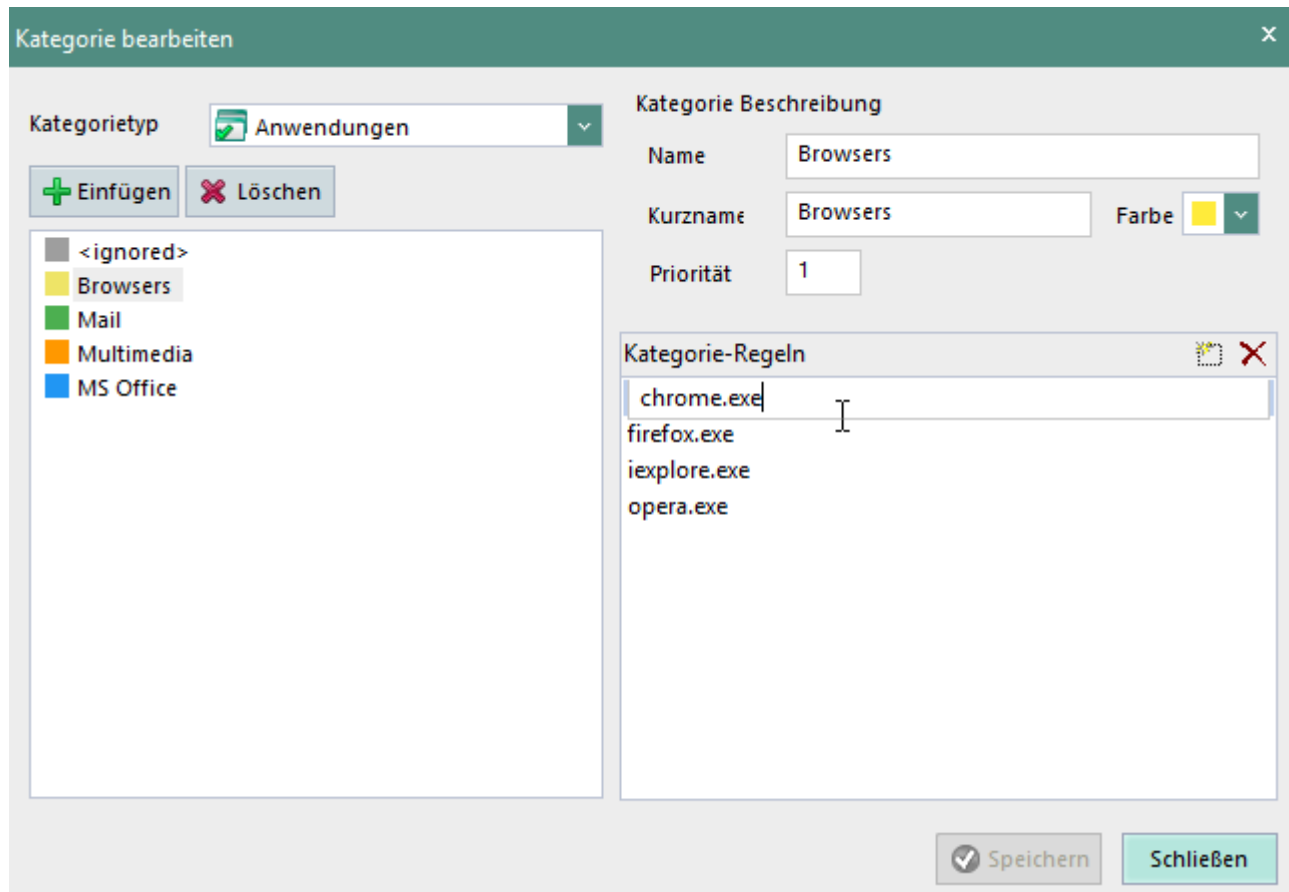 Kategorie bearbeiten x
Kategorietyp
Anwendungen
Einfügen
Löschen
<ignored>
Browsers
Mail
Multimedia
MS Office
Kategorie Beschreibung
Name
Browsers
Kurzname
Browsers
Farbe
Priorität
1
Kategorie-Regeln
chrome.exe
firefox.exe
iexplore.exe
opera.exe
Speichern
Schließen